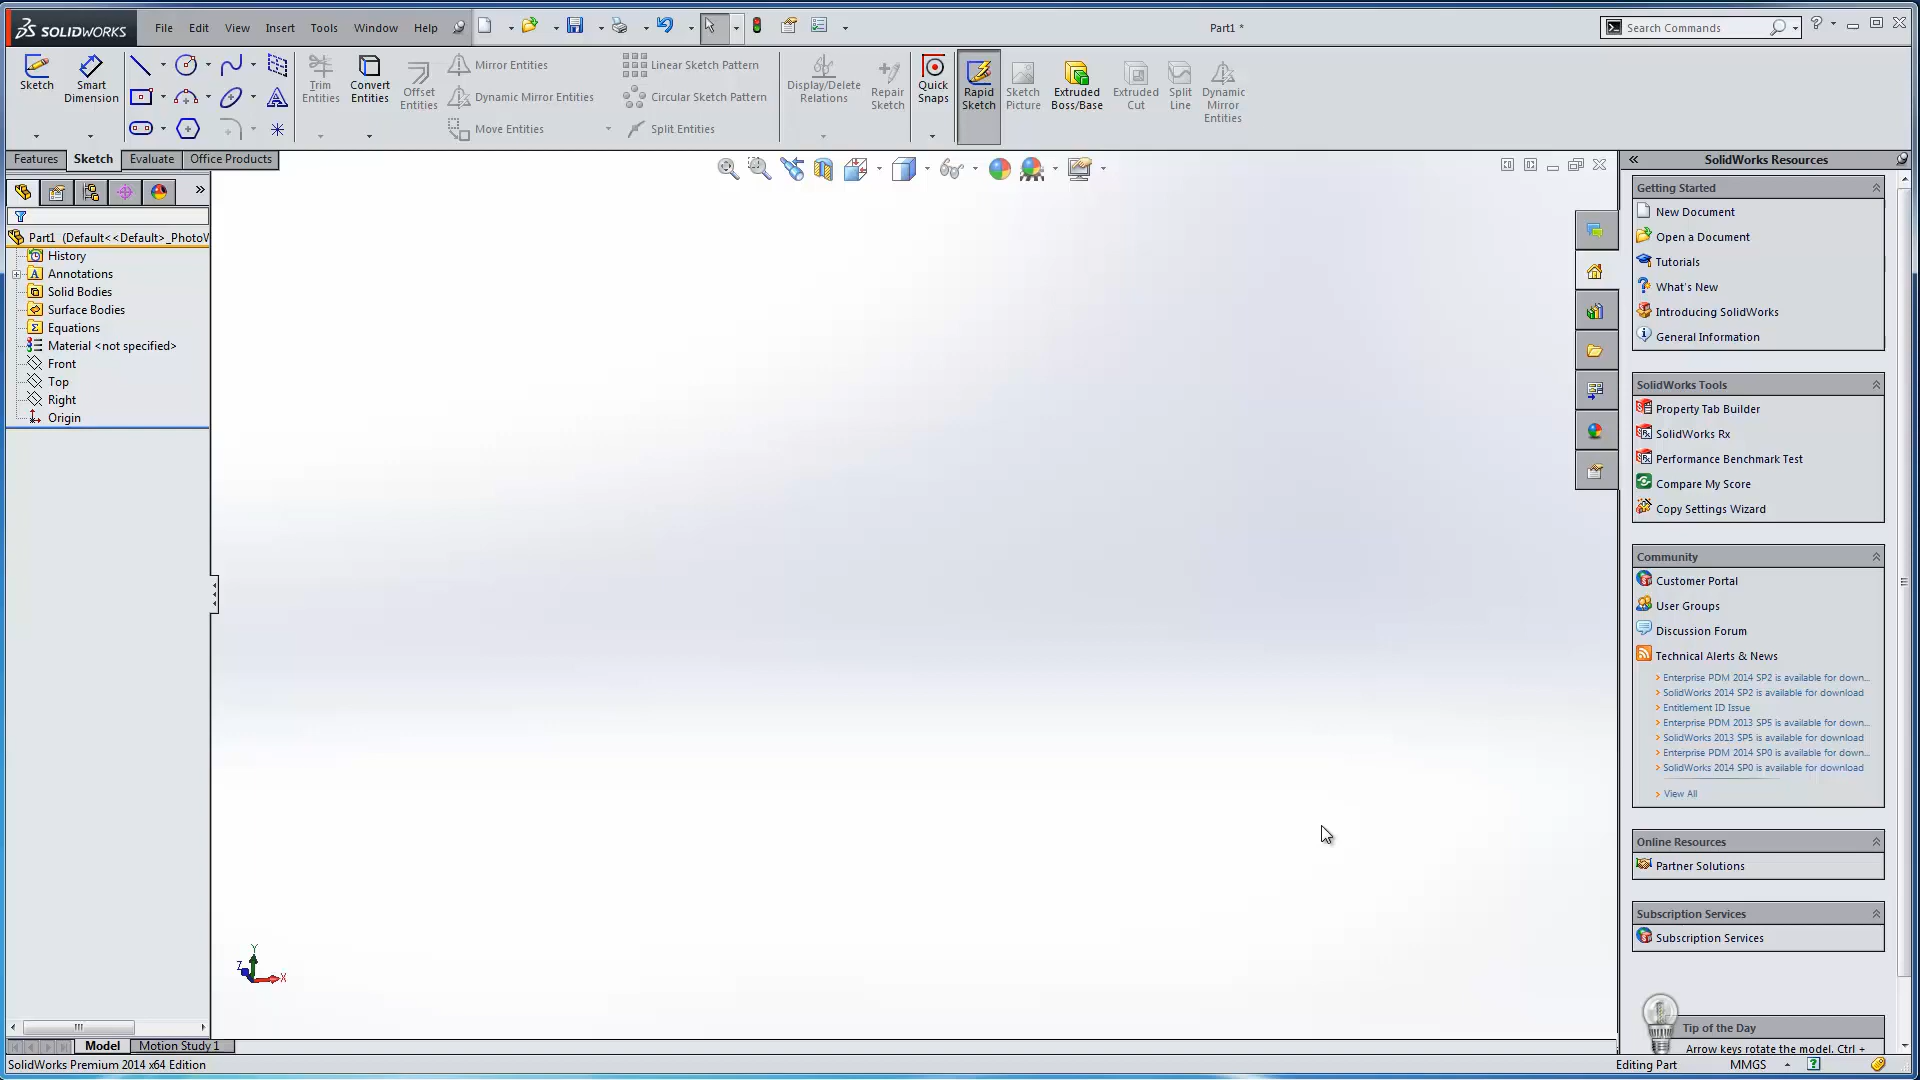 SOLIDWORKS File Edit View Insert Tools Window Help Part1 * Search Commands
Sketch
Smart Dimension
Trim Entities
Convert Entities
Offset Entities
Mirror Entities
Dynamic Mirror Entities
Move Entities
Linear Sketch Pattern
Circular Sketch Pattern
Split Entities
Display/Delete Relations
Repair Sketch
Quick Snaps
Rapid Sketch
Sketch Picture
Extruded Boss/Base
Extruded Cut
Split Line
Dynamic Mirror Entities
Features Sketch Evaluate Office Products
Part1 (Default<<Default>_PhotoW
History
Annotations
Solid Bodies
Surface Bodies
Equations
Material <not specified>
Front
Top
Right
Origin
Y
Z
X
SolidWorks Resources
Getting Started
New Document
Open a Document
Tutorials
What's New
Introducing SolidWorks
General Information
SolidWorks Tools
Property Tab Builder
SolidWorks Rx
Performance Benchmark Test
Compare My Score
Copy Settings Wizard
Community
Customer Portal
User Groups
Discussion Forum
Technical Alerts & News
Enterprise PDM 2014 SP2 is available for down...
SolidWorks 2014 SP2 is available for download
Entitlement ID Issue
Enterprise PDM 2013 SP5 is available for down...
SolidWorks 2013 SP5 is available for download
Enterprise PDM 2014 SP0 is available for down...
SolidWorks 2014 SP0 is available for download
View All
Online Resources
Partner Solutions
Subscription Services
Subscription Services
Tip of the Day
Arrow keys rotate the model. Ctrl +
Model Motion Study 1
SolidWorks Premium 2014 x64 Edition Editing Part MMGS